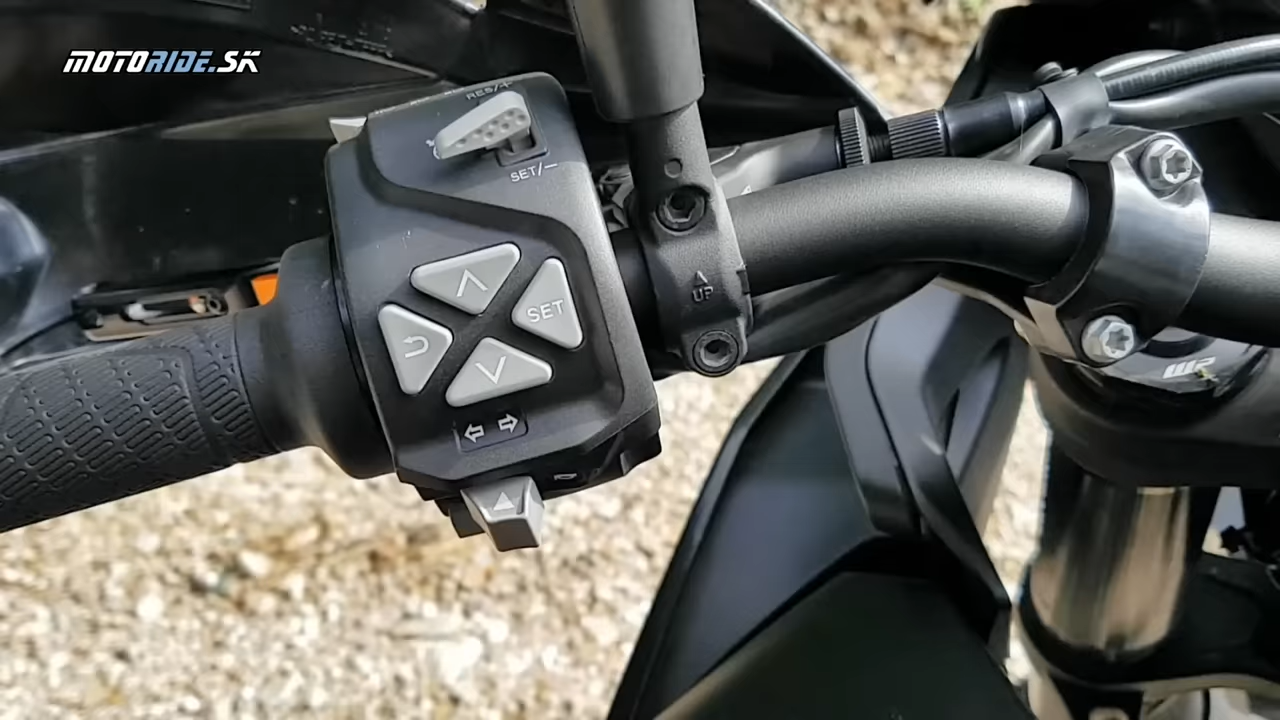 MOTORIDE.SK
RES/+
SET/−
SET
UP